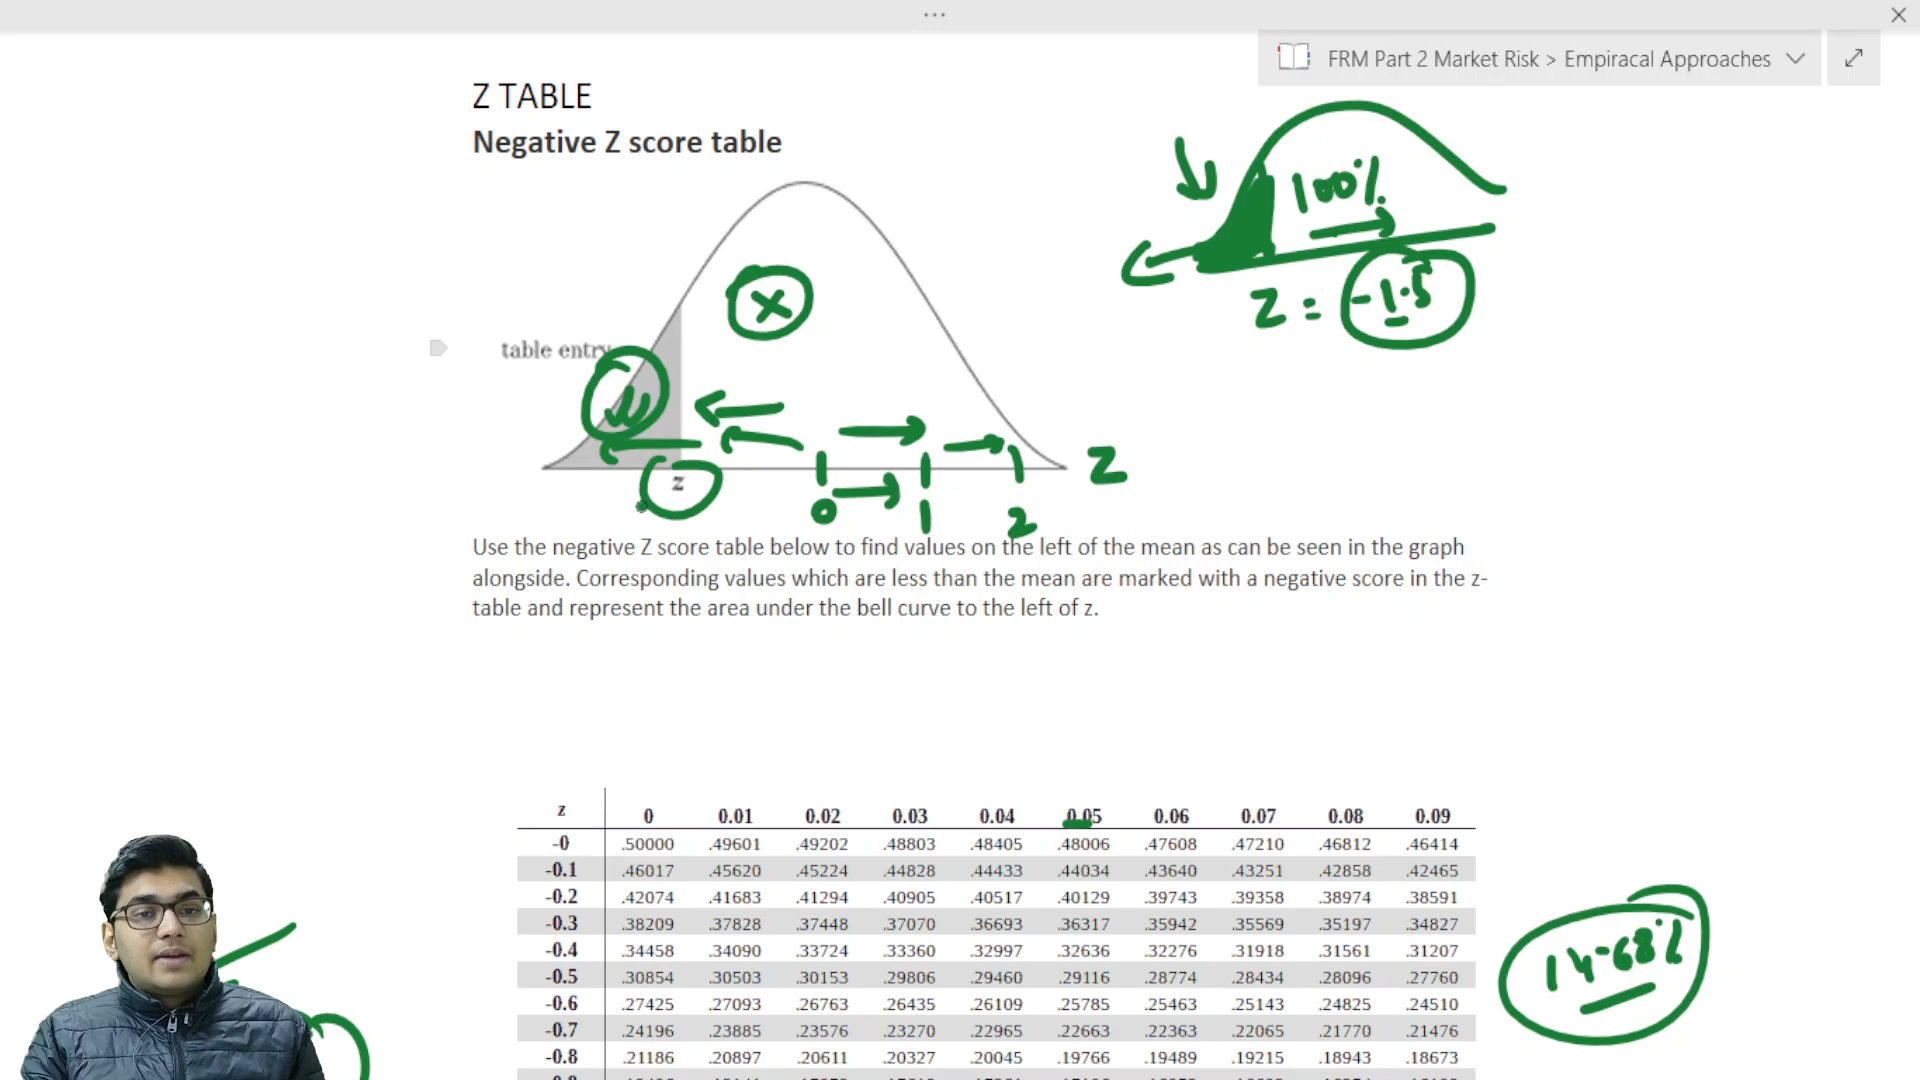 FRM Part 2 Market Risk > Empiracal Approaches
Z TABLE
Negative Z score table
100%
Z = -1.5
X
table entry
z
Z
0 1 2
Use the negative Z score table below to find values on the left of the mean as can be seen in the graph
alongside. Corresponding values which are less than the mean are marked with a negative score in the z-
table and represent the area under the bell curve to the left of z.
z 0 0.01 0.02 0.03 0.04 0.05 0.06 0.07 0.08 0.09
-0 .50000 .49601 .49202 .48803 .48405 .48006 .47608 .47210 .46812 .46414
-0.1 .46017 .45620 .45224 .44828 .44433 .44034 .43640 .43251 .42858 .42465
-0.2 .42074 .41683 .41294 .40905 .40517 .40129 .39743 .39358 .38974 .38591
-0.3 .38209 .37828 .37448 .37070 .36693 .36317 .35942 .35569 .35197 .34827
-0.4 .34458 .34090 .33724 .33360 .32997 .32636 .32276 .31918 .31561 .31207
-0.5 .30854 .30503 .30153 .29806 .29460 .29116 .28774 .28434 .28096 .27760
-0.6 .27425 .27093 .26763 .26435 .26109 .25785 .25463 .25143 .24825 .24510
-0.7 .24196 .23885 .23576 .23270 .22965 .22663 .22363 .22065 .21770 .21476
-0.8 .21186 .20897 .20611 .20327 .20045 .19766 .19489 .19215 .18943 .18673
14.68%